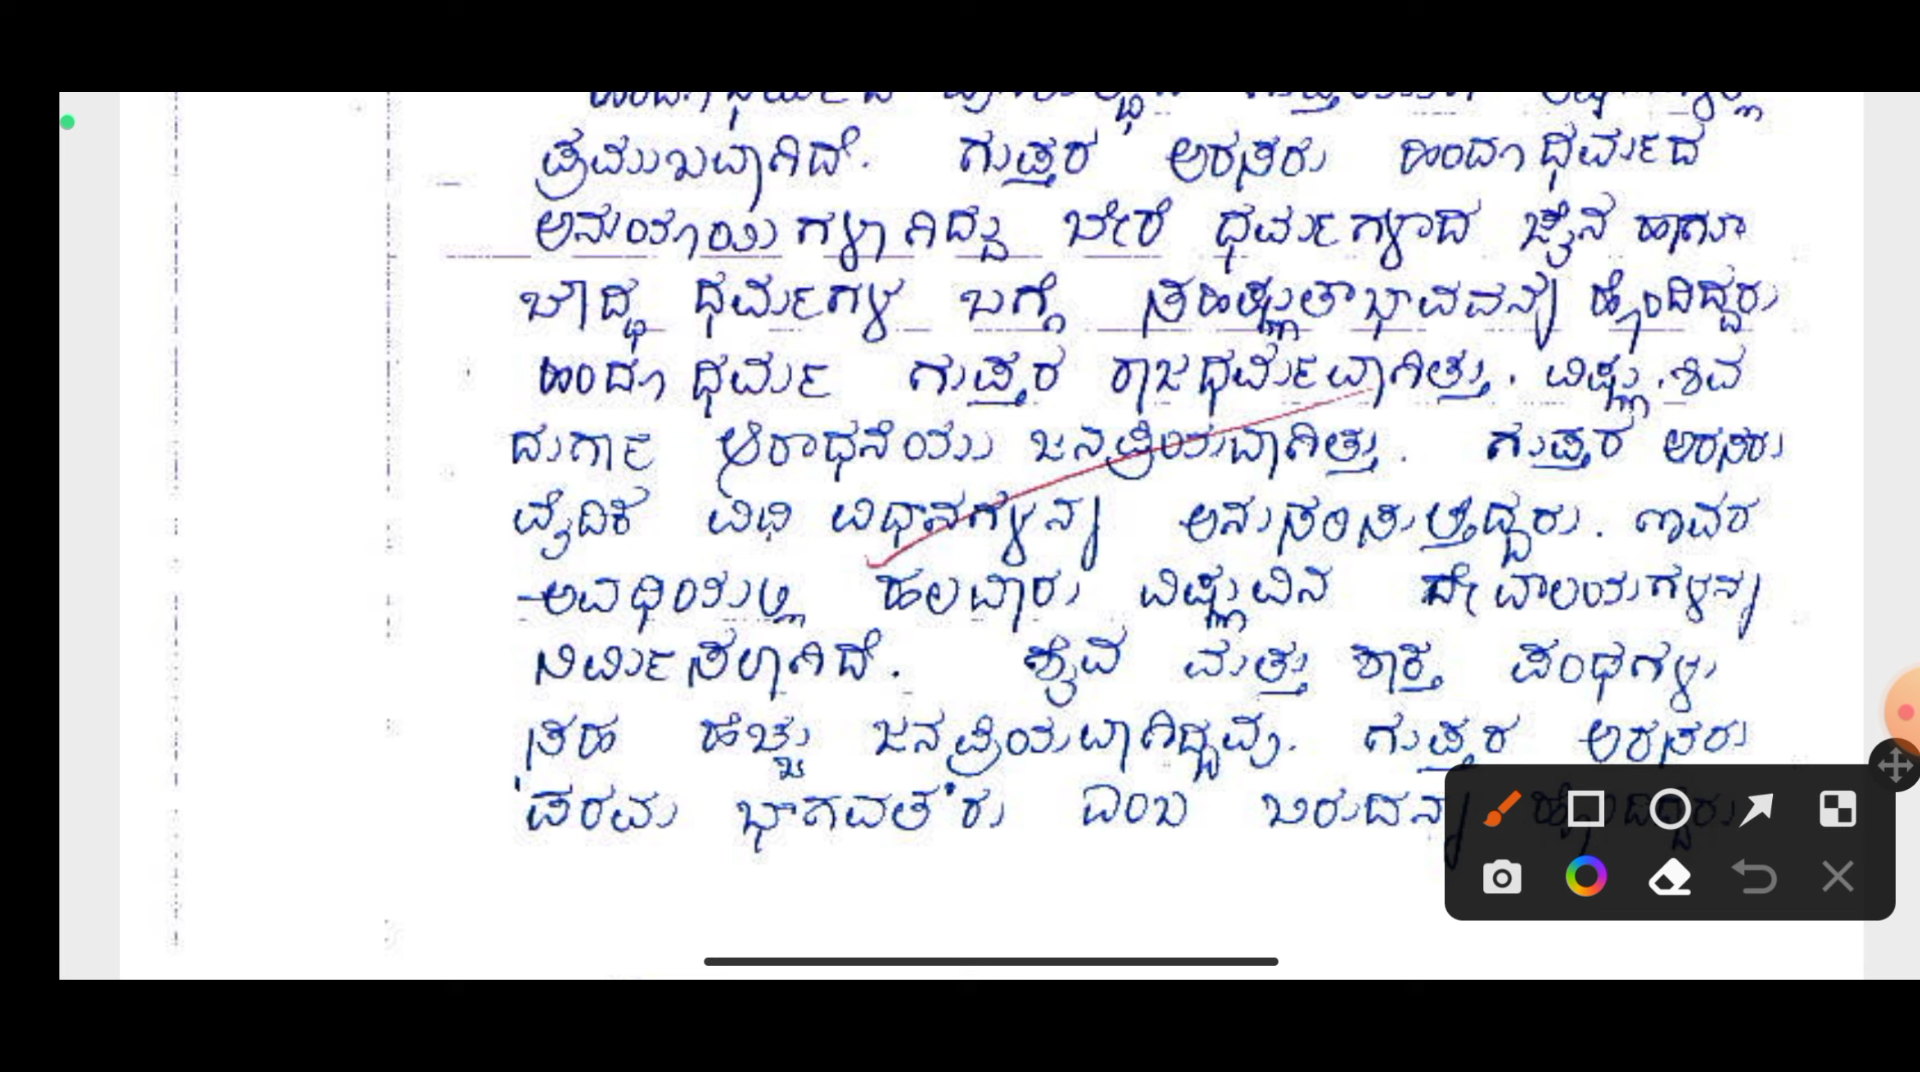 ಪ್ರಮುಖವಾಗಿದೆ. ಗುಪ್ತರ ಅರಸರು ಹಿಂದೂ ಧರ್ಮದ
ಅನುಯಾಯಿಗಳಾಗಿದ್ದು ಬೇರೆ ಧರ್ಮಗಳಾದ ಜೈನ ಹಾಗೂ
ಬೌದ್ಧ ಧರ್ಮಗಳ ಬಗ್ಗೆ ಸಹಿಷ್ಣುತಾಭಾವವನ್ನು ಹೊಂದಿದ್ದರು
ಹಿಂದೂ ಧರ್ಮ ಗುಪ್ತರ ರಾಜಧರ್ಮವಾಗಿತ್ತು. ವಿಷ್ಣು, ಶಿವ
ದುರ್ಗಾ ಆರಾಧನೆಯು ಜನಪ್ರಿಯವಾಗಿತ್ತು. ಗುಪ್ತರ ಅರಸರು
ವೈದಿಕ ವಿಧಿ ವಿಧಾನಗಳನ್ನು ಅನುಸರಿಸುತ್ತಿದ್ದರು. ಇವರ
ಅವಧಿಯಲ್ಲಿ ಹಲವಾರು ವಿಷ್ಣುವಿನ ದೇವಾಲಯಗಳನ್ನು
ನಿರ್ಮಿಸಲಾಗಿದೆ. ಶೈವ ಮತ್ತು ಶಾಕ್ತ ಪಂಥಗಳು
ಸಹ ಹೆಚ್ಚು ಜನಪ್ರಿಯವಾಗಿದ್ದವು. ಗುಪ್ತರ ಅರಸರು
'ಪರಮ ಭಾಗವತ'ರು ಎಂಬ ಬಿರುದನ್ನು ಹೊಂದಿದ್ದರು